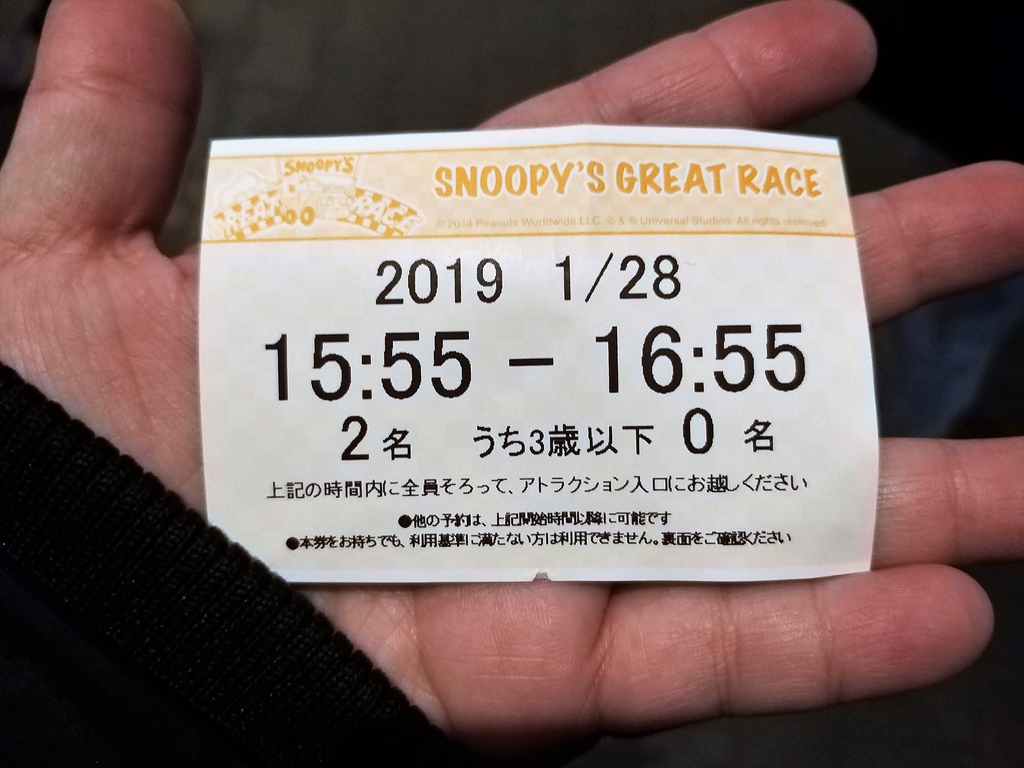 SNOOPY'S
GREAT RACE
SNOOPY'S GREAT RACE
© 2014 Peanuts Worldwide LLC. © & ® Universal Studios. All rights reserved.
2019 1/28
15:55 - 16:55
2 名 うち3歳以下 0 名
上記の時間内に全員そろって、アトラクション入口にお越しください
●他の予約は、上記開始時間以降に可能です
●本券をお持ちでも、利用基準に満たない方は利用できません。裏面をご確認ください